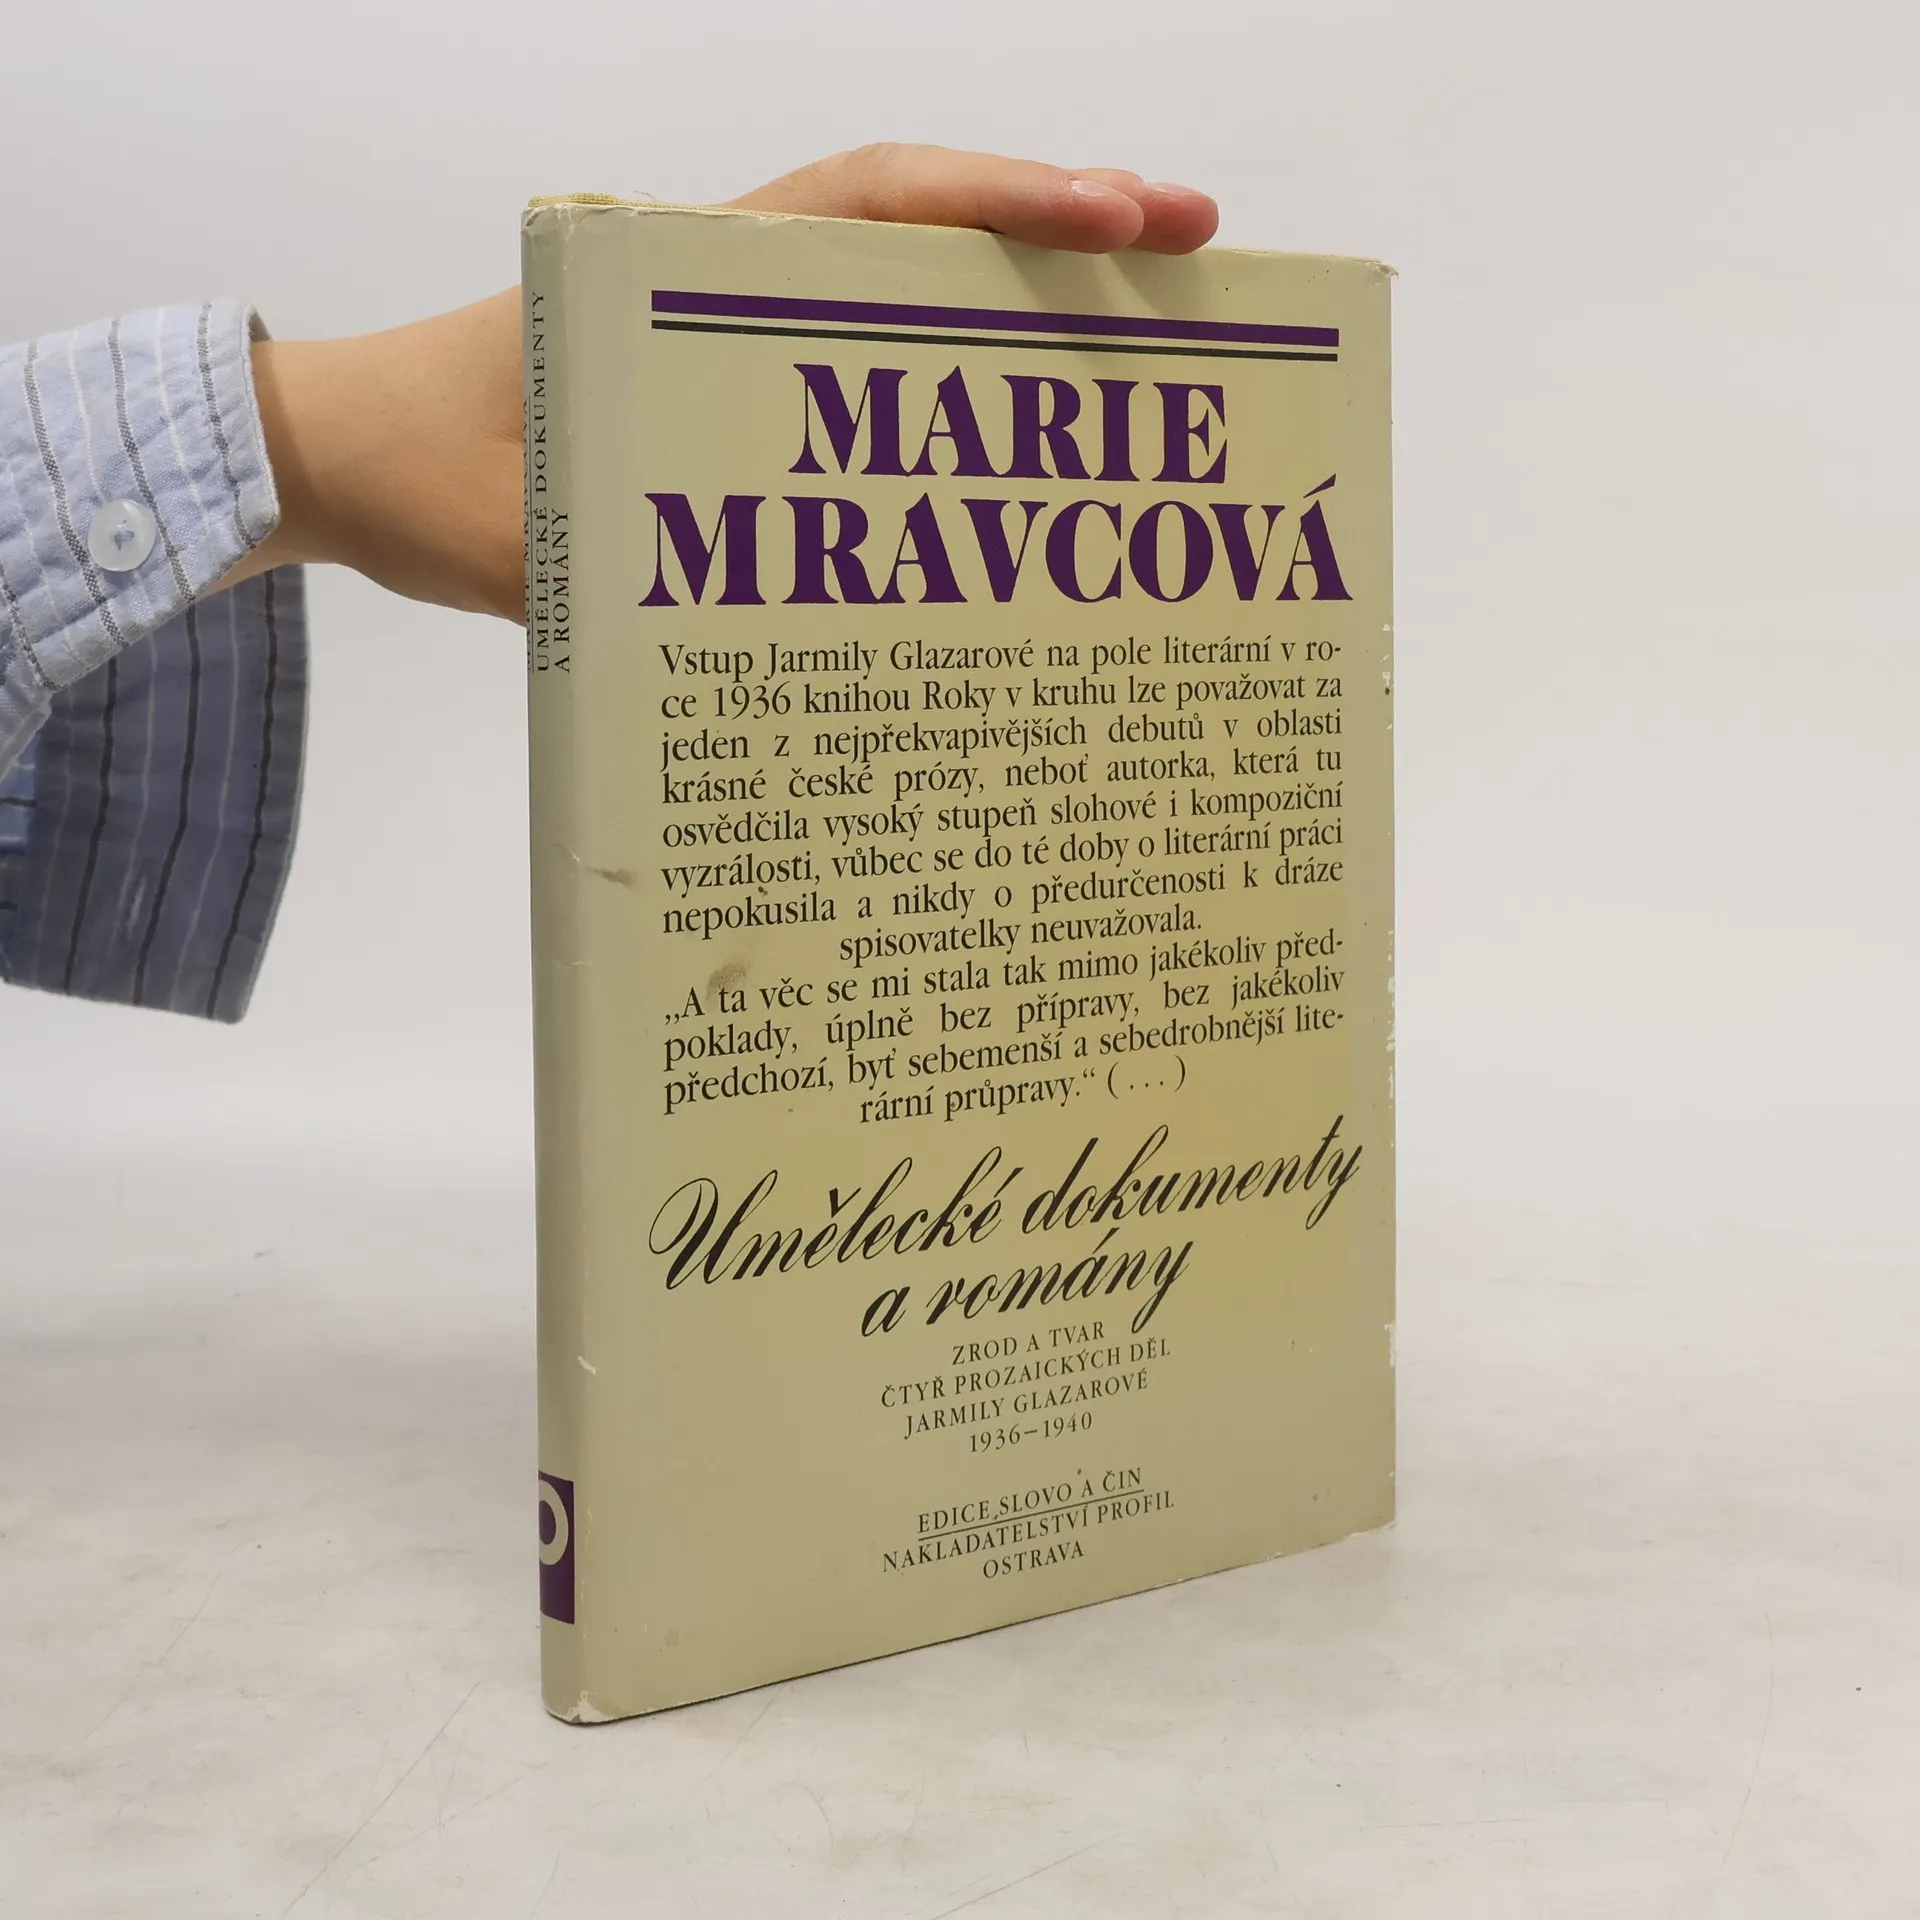 MARIE MRAVCOVÁ
UMĚLECKÉ DOKUMENTY
A ROMÁNY
MARIE
MRAVCOVÁ
Vstup Jarmily Glazarové na pole literární v ro-
ce 1936 knihou Roky v kruhu lze považovat za
jeden z nejpřekvapivějších debutů v oblasti
krásné české prózy, neboť autorka, která tu
osvědčila vysoký stupeň slohové i kompoziční
vyzrálosti, vůbec se do té doby o literární práci
nepokusila a nikdy o předurčenosti k dráze
spisovatelky neuvažovala.
„A ta věc se mi stala tak mimo jakékoliv před-
poklady, úplně bez přípravy, bez jakékoliv
předchozí, byť sebemenší a sebedrobnější lite-
rární průpravy.“ (...)
Umělecké dokumenty
a romány
ZROD A TVAR
ČTYŘ PROZAICKÝCH DĚL
JARMILY GLAZAROVÉ
1936–1940
EDICE SLOVO A ČIN
NAKLADATELSTVÍ PROFIL
OSTRAVA